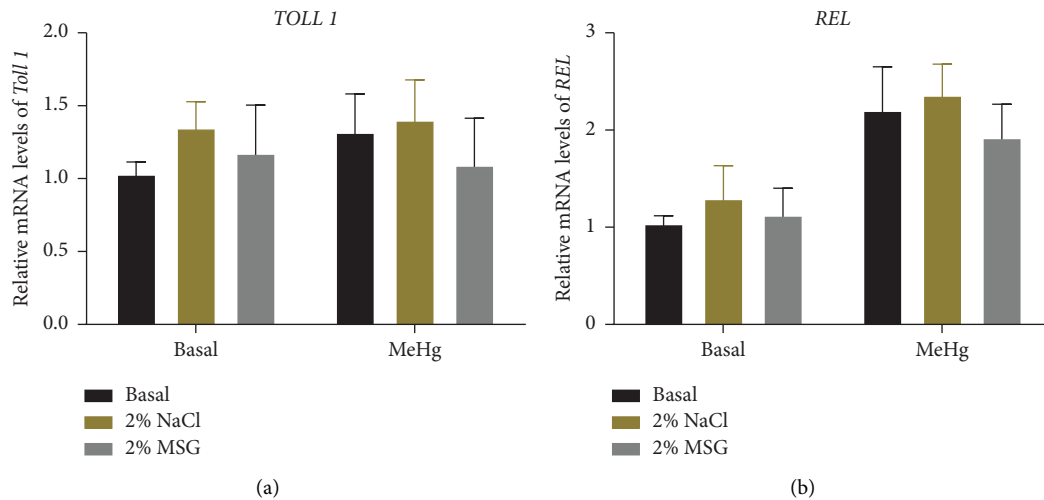 TOLL 1
Relative mRNA levels of Toll 1
2.0
1.5
1.0
0.5
0.0
Basal
MeHg
Basal
2% NaCl
2% MSG
(a)
REL
Relative mRNA levels of REL
3
2
1
0
Basal
MeHg
Basal
2% NaCl
2% MSG
(b)